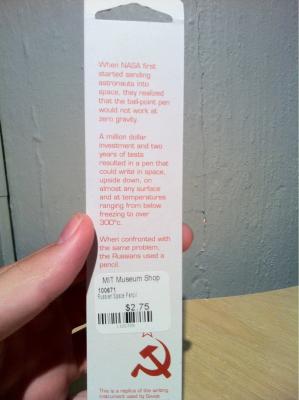 When NASA first
started sending
astronauts into
space, they realized
that the ball-point pen
would not work at
zero gravity.
A million dollar
investment and two
years of tests
resulted in a pen that
could write in space,
upside down, on
almost any surface
and at temperatures
ranging from below
freezing to over
300°c.
When confronted with
the same problem,
the Russians used a
pencil.
MIT Museum Shop
100671
Russian Space Pencil
$2.75
This is a replica of the writing
instrument used by Soviet